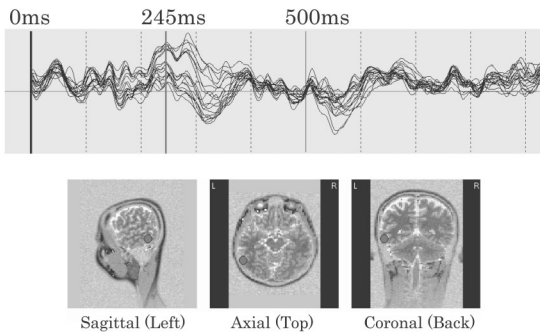 0ms 245ms 500ms
L R L R
Sagittal (Left) Axial (Top) Coronal (Back)